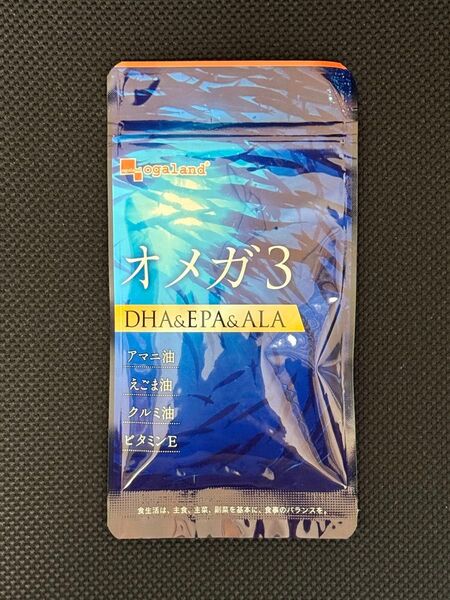 ogaland
オメガ3
DHA&EPA&ALA
アマニ油
えごま油
クルミ油
ビタミンE
食生活は、主食、主菜、副菜を基本に、食事のバランスを。